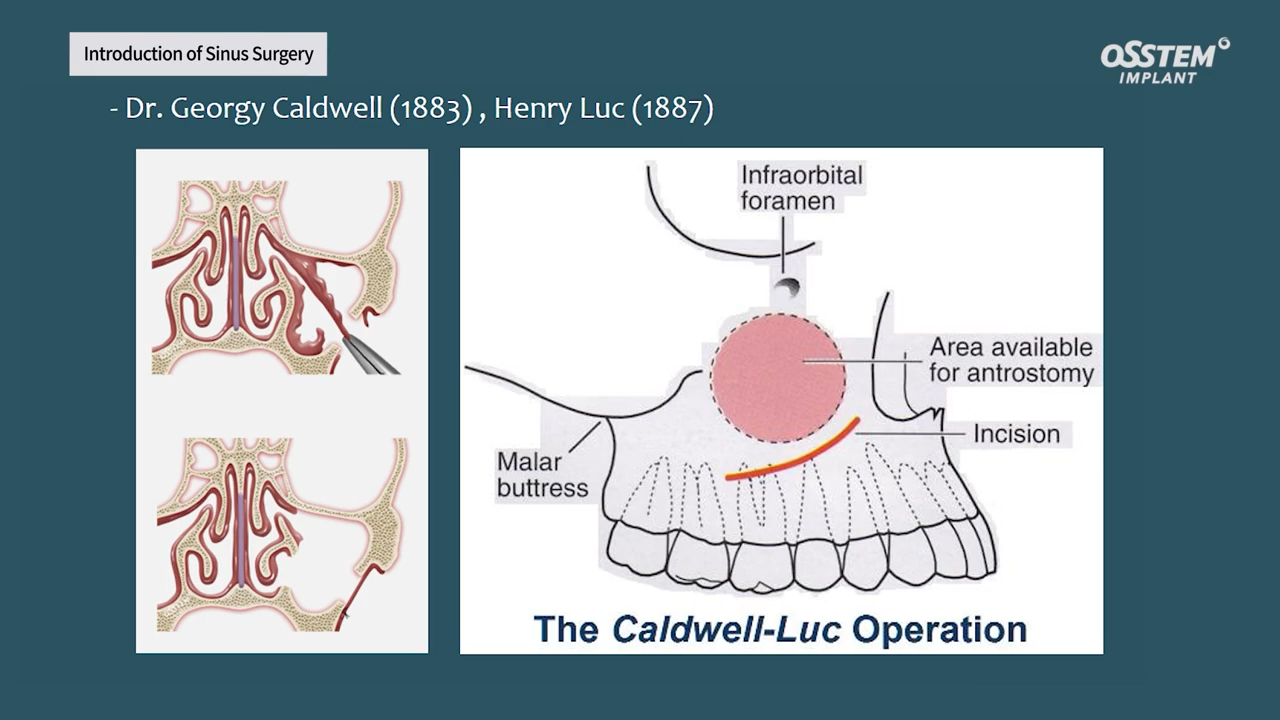 Introduction of Sinus Surgery
OSSTEM
IMPLANT
- Dr. Georgy Caldwell (1883) , Henry Luc (1887)
Infraorbital
foramen
Area available
for antrostomy
Incision
Malar
buttress
The Caldwell-Luc Operation